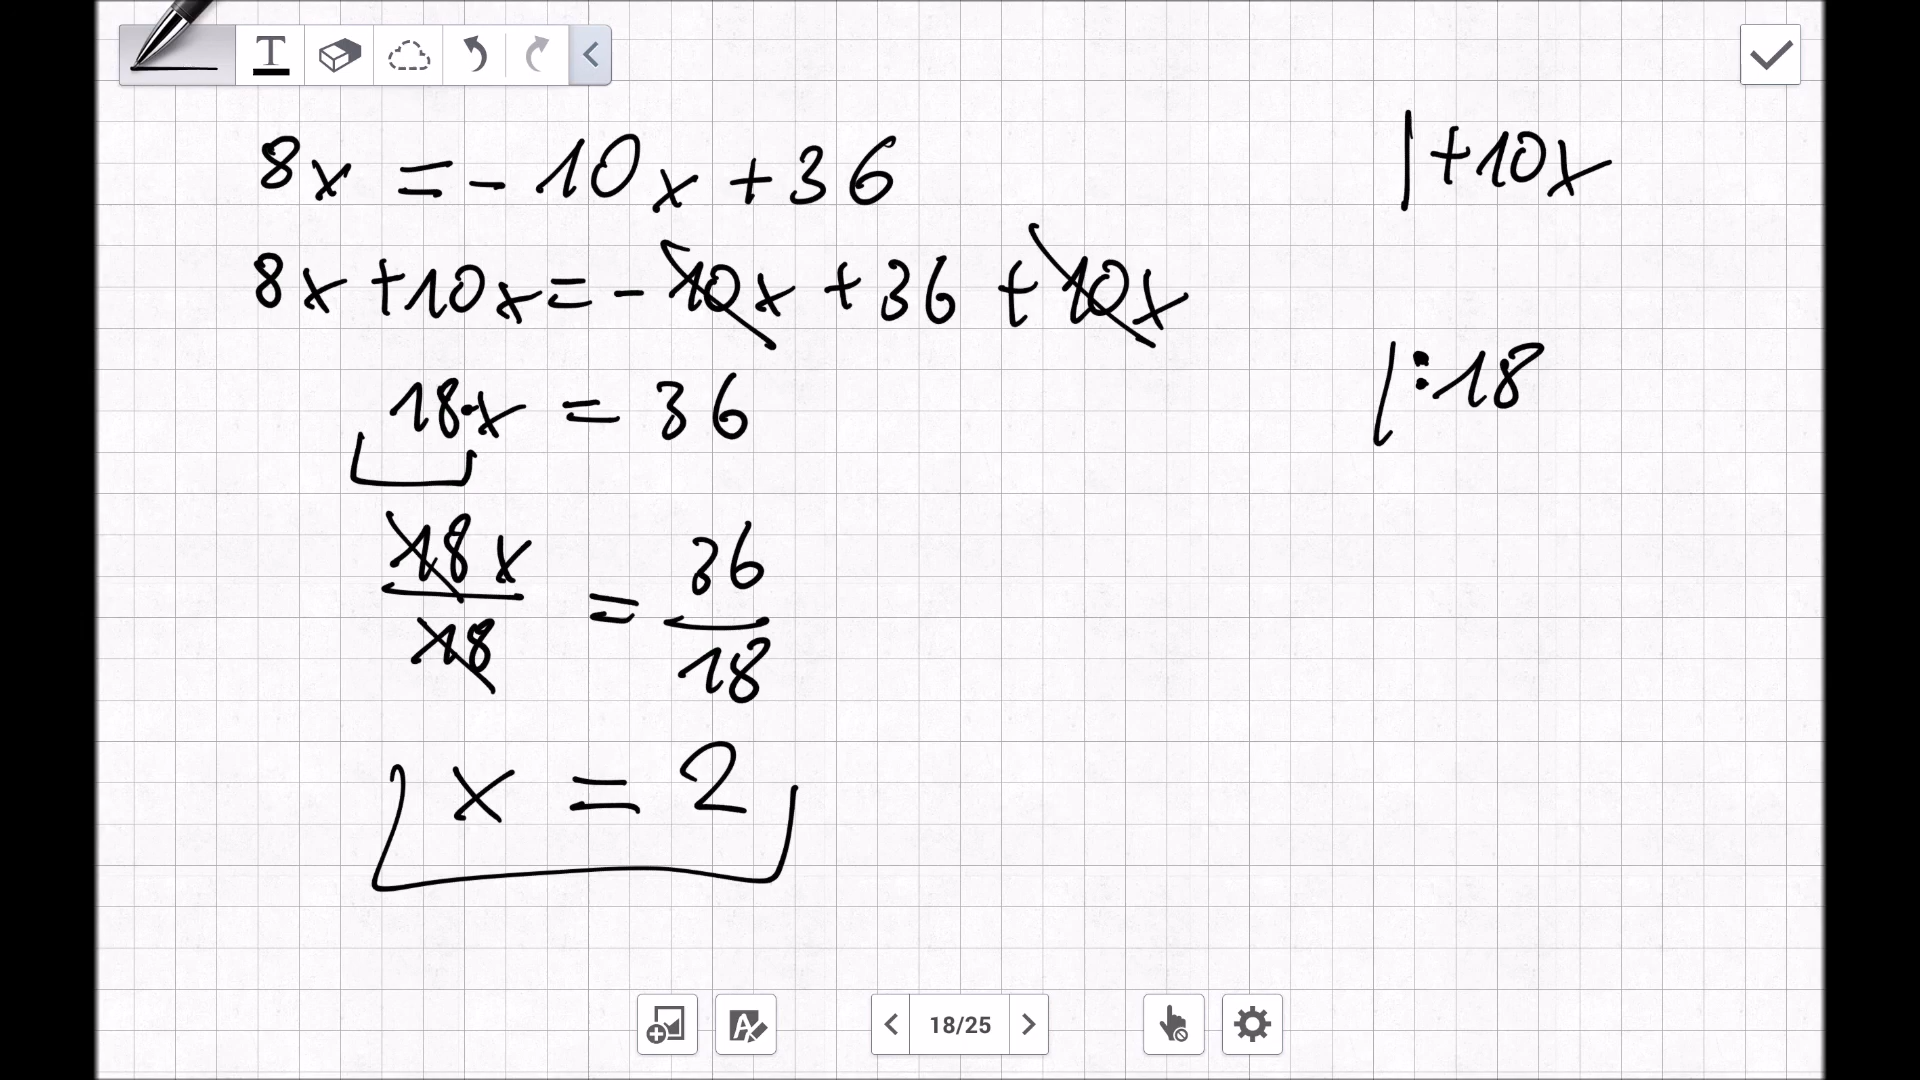 T
8x = - 10x + 36 | +10x
8x + 10x = - 10x + 36 + 10x
18·x = 36 | :18
18x / 18 = 36 / 18
x = 2
18/25